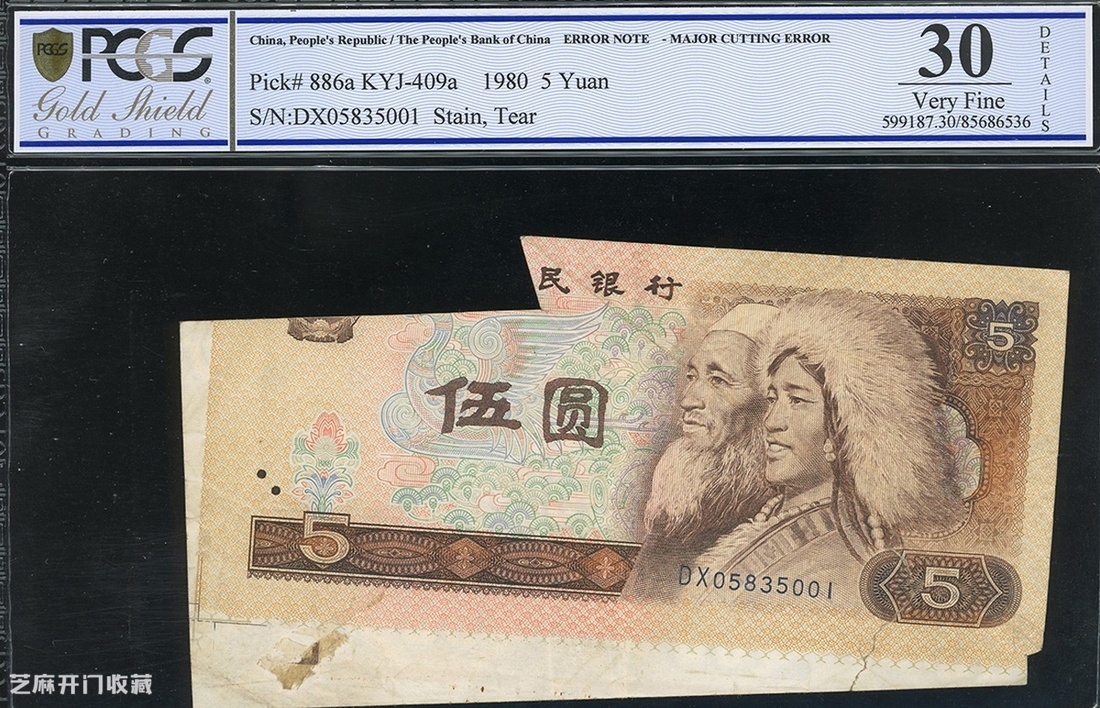 PCGS
PCGS
Gold Shield
GRADING
China, People's Republic / The People's Bank of China ERROR NOTE - MAJOR CUTTING ERROR
Pick# 886a KYJ-409a 1980 5 Yuan
S/N:DX05835001 Stain, Tear
30
Very Fine
599187.30/85686536
DETAILS
民银行
5
伍圆
5
DX05835001
5
芝麻开门收藏